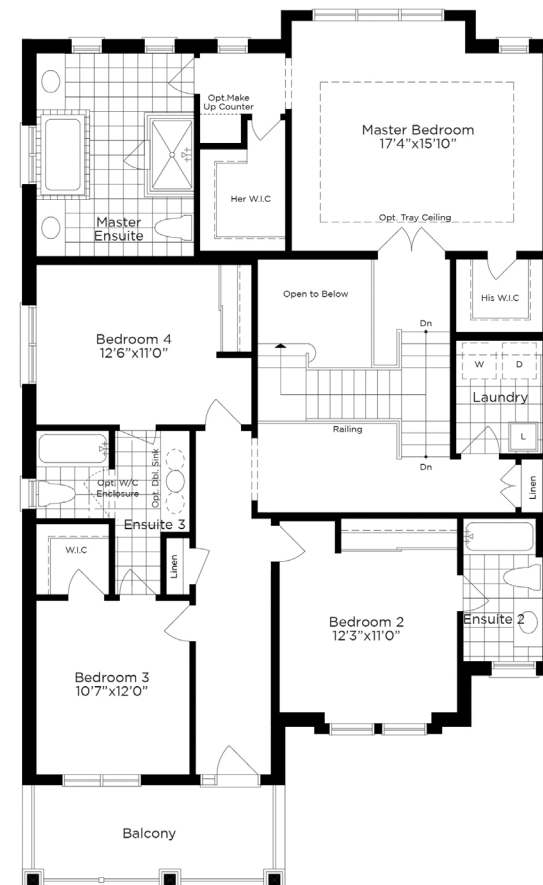 Opt.Make
Up Counter
Master Bedroom
17'4"x15'10"
Her W.I.C
Opt. Tray Ceiling
Master
Ensuite
Open to Below
His W.I.C
Dn
Bedroom 4
12'6"x11'0"
W
D
Laundry
Railing
L
Dn
Opt. W/C
Enclosure
Opt. Dbl. Sink
Linen
Ensuite 3
W.I.C
Linen
Bedroom 2
12'3"x11'0"
Ensuite 2
Bedroom 3
10'7"x12'0"
Balcony